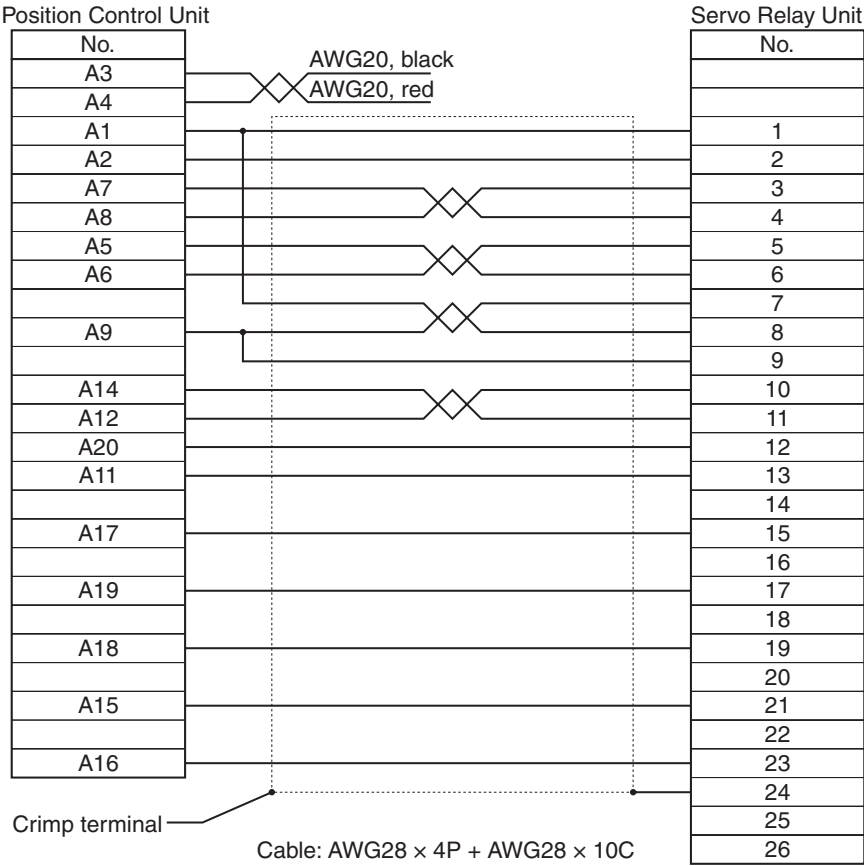 Position Control Unit Servo Relay Unit
No. No.
A3 AWG20, black
A4 AWG20, red
A1 1
A2 2
A7 3
A8 4
A5 5
A6 6
7
A9 8
9
A14 10
A12 11
A20 12
A11 13
14
A17 15
16
A19 17
18
A18 19
20
A15 21
22
A16 23
24
Crimp terminal 25
Cable: AWG28 × 4P + AWG28 × 10C 26